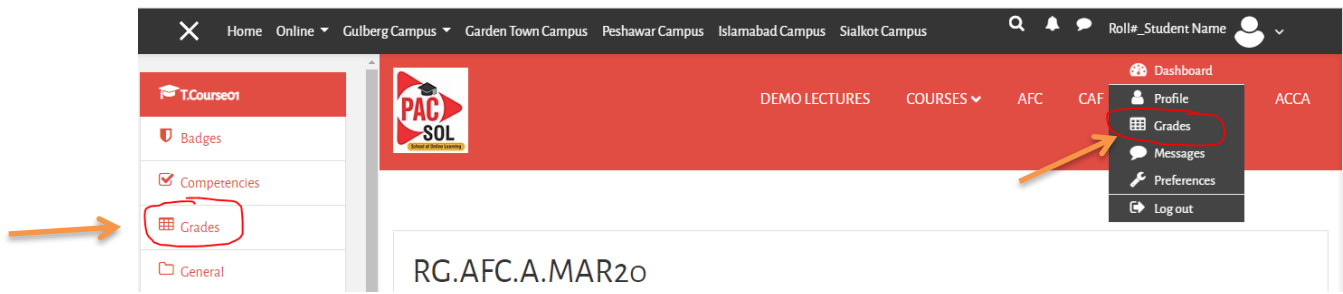 Home Online Gulberg Campus Garden Town Campus Peshawar Campus Islamabad Campus Sialkot Campus Roll#_Student Name
T.Course01
Badges
Competencies
Grades
General
PAC
SOL
School of Online Learning
DEMO LECTURES COURSES AFC CAF ACCA
Dashboard
Profile
Grades
Messages
Preferences
Log out
RG.AFC.A.MAR20